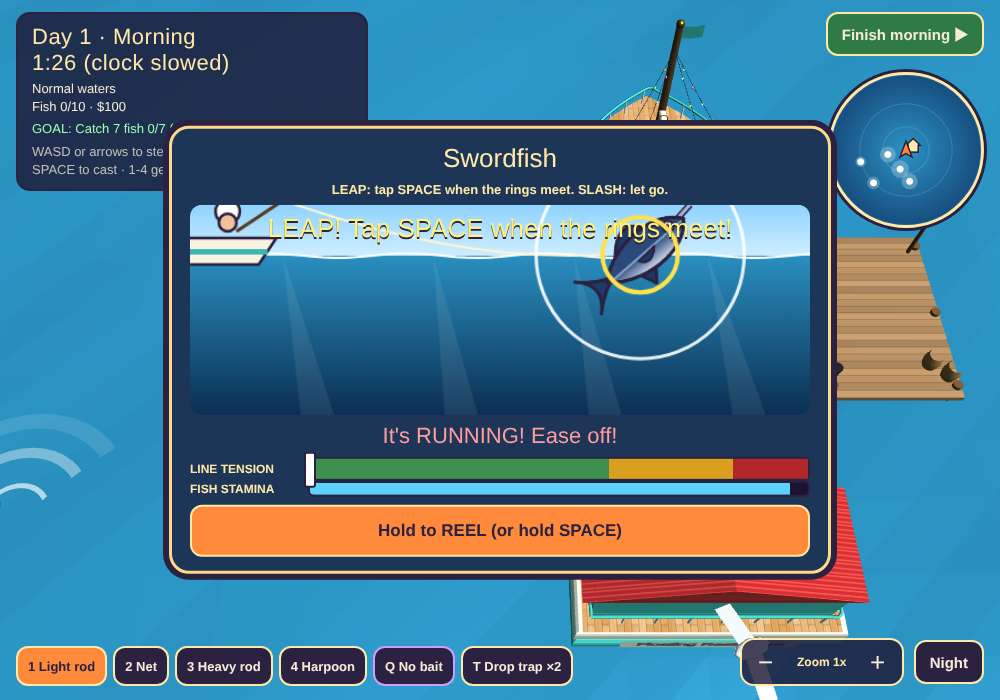 Day 1 · Morning
1:26 (clock slowed)
Normal waters
Fish 0/10 · $100
GOAL: Catch 7 fish 0/7
WASD or arrows to
SPACE to cast · 1-4
Finish morning ▶
Swordfish
LEAP: tap SPACE when the rings meet. SLASH: let go.
LEAP! Tap SPACE when the rings meet!
It's RUNNING! Ease off!
LINE TENSION
FISH STAMINA
Hold to REEL (or hold SPACE)
1 Light rod
2 Net
3 Heavy rod
4 Harpoon
Q No bait
T Drop trap ×2
− Zoom 1x +
Night